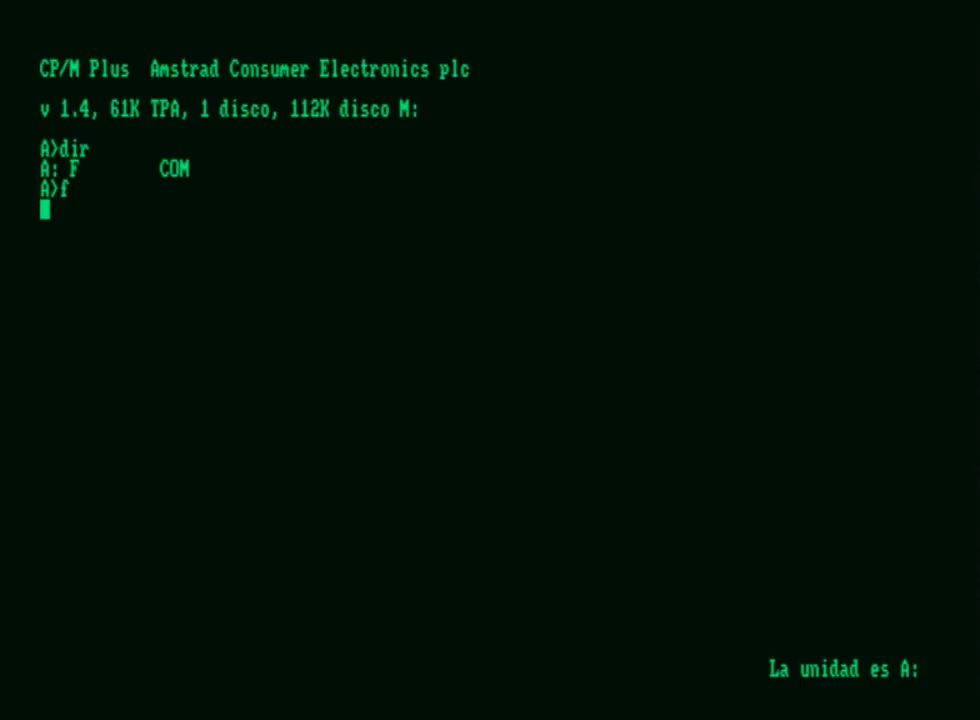 CP/M Plus  Amstrad Consumer Electronics plc
v 1.4, 61K TPA, 1 disco, 112K disco M:
A>dir
A: F        COM
A>f
La unidad es A: